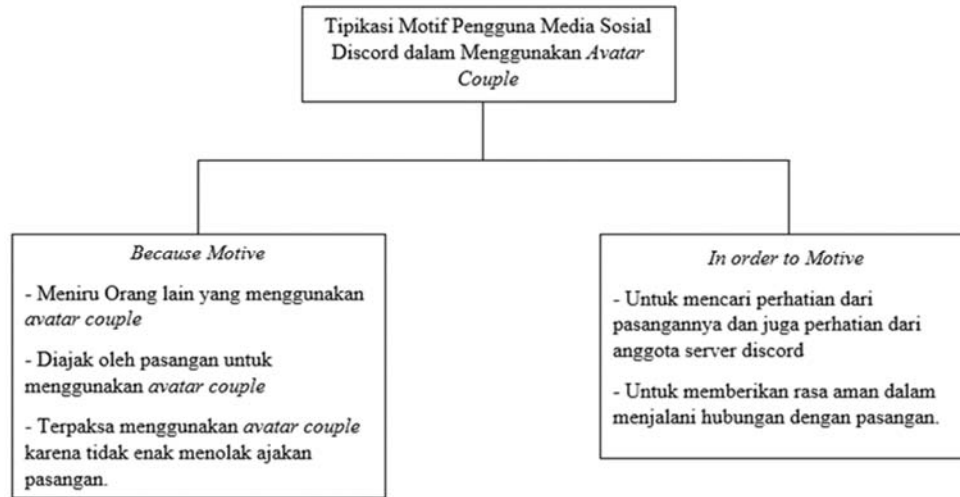 Tipikasi Motif Pengguna Media Sosial
Discord dalam Menggunakan Avatar
Couple
Because Motive
- Meniru Orang lain yang menggunakan
avatar couple
- Diajak oleh pasangan untuk
menggunakan avatar couple
- Terpaksa menggunakan avatar couple
karena tidak enak menolak ajakan
pasangan.
In order to Motive
- Untuk mencari perhatian dari
pasangannya dan juga perhatian dari
anggota server discord
- Untuk memberikan rasa aman dalam
menjalani hubungan dengan pasangan.